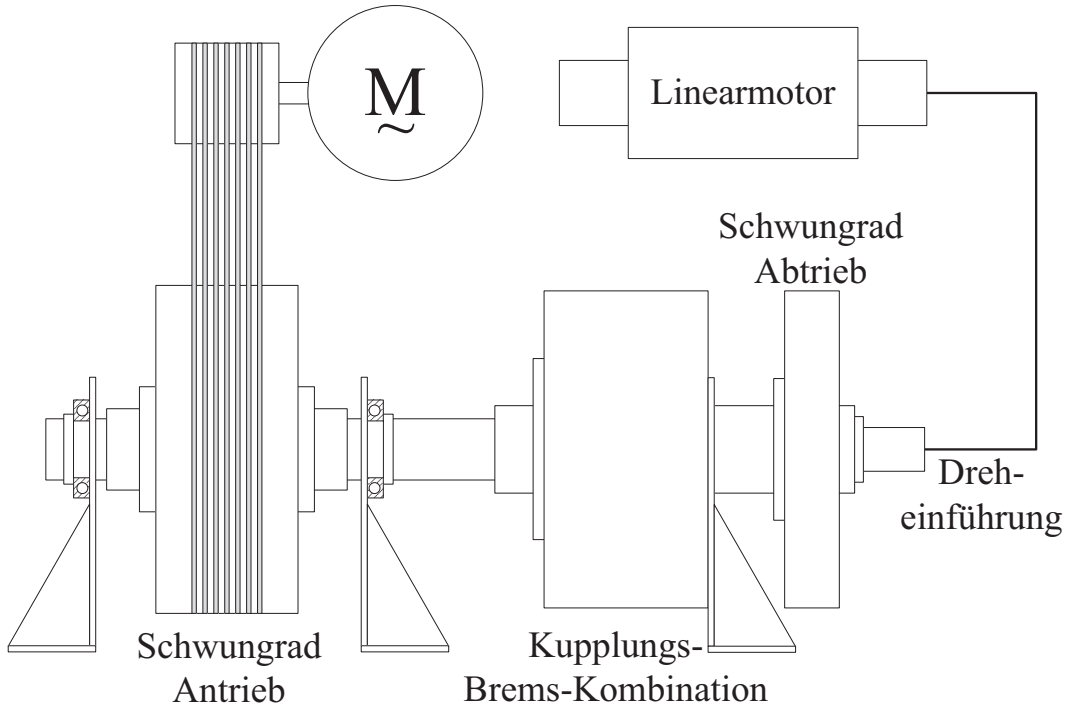 M
~
Linearmotor
Schwungrad
Abtrieb
Dreh-
einführung
Schwungrad
Antrieb
Kupplungs-
Brems-Kombination